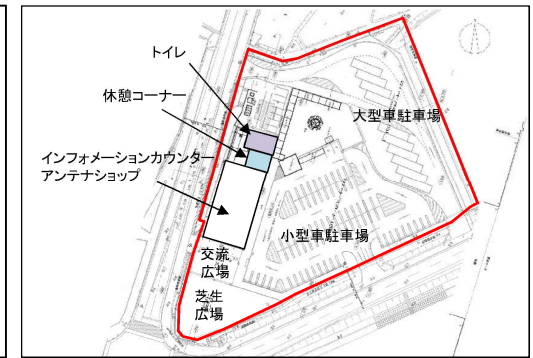 トイレ
休憩コーナー
大型車駐車場
インフォメーションカウンター
アンテナショップ
小型車駐車場
交流
広場
芝生
広場